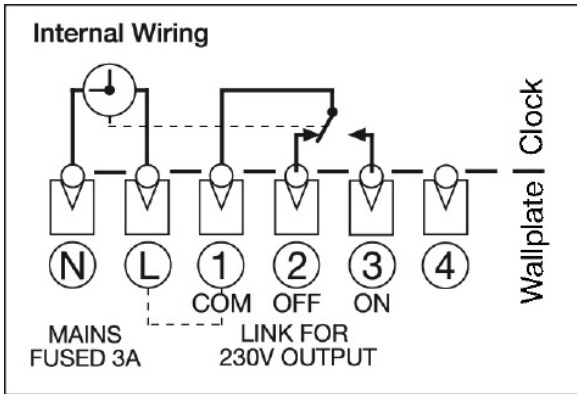 Internal Wiring
Clock
Wallplate
N L 1 2 3 4
COM OFF ON
MAINS
FUSED 3A
LINK FOR
230V OUTPUT